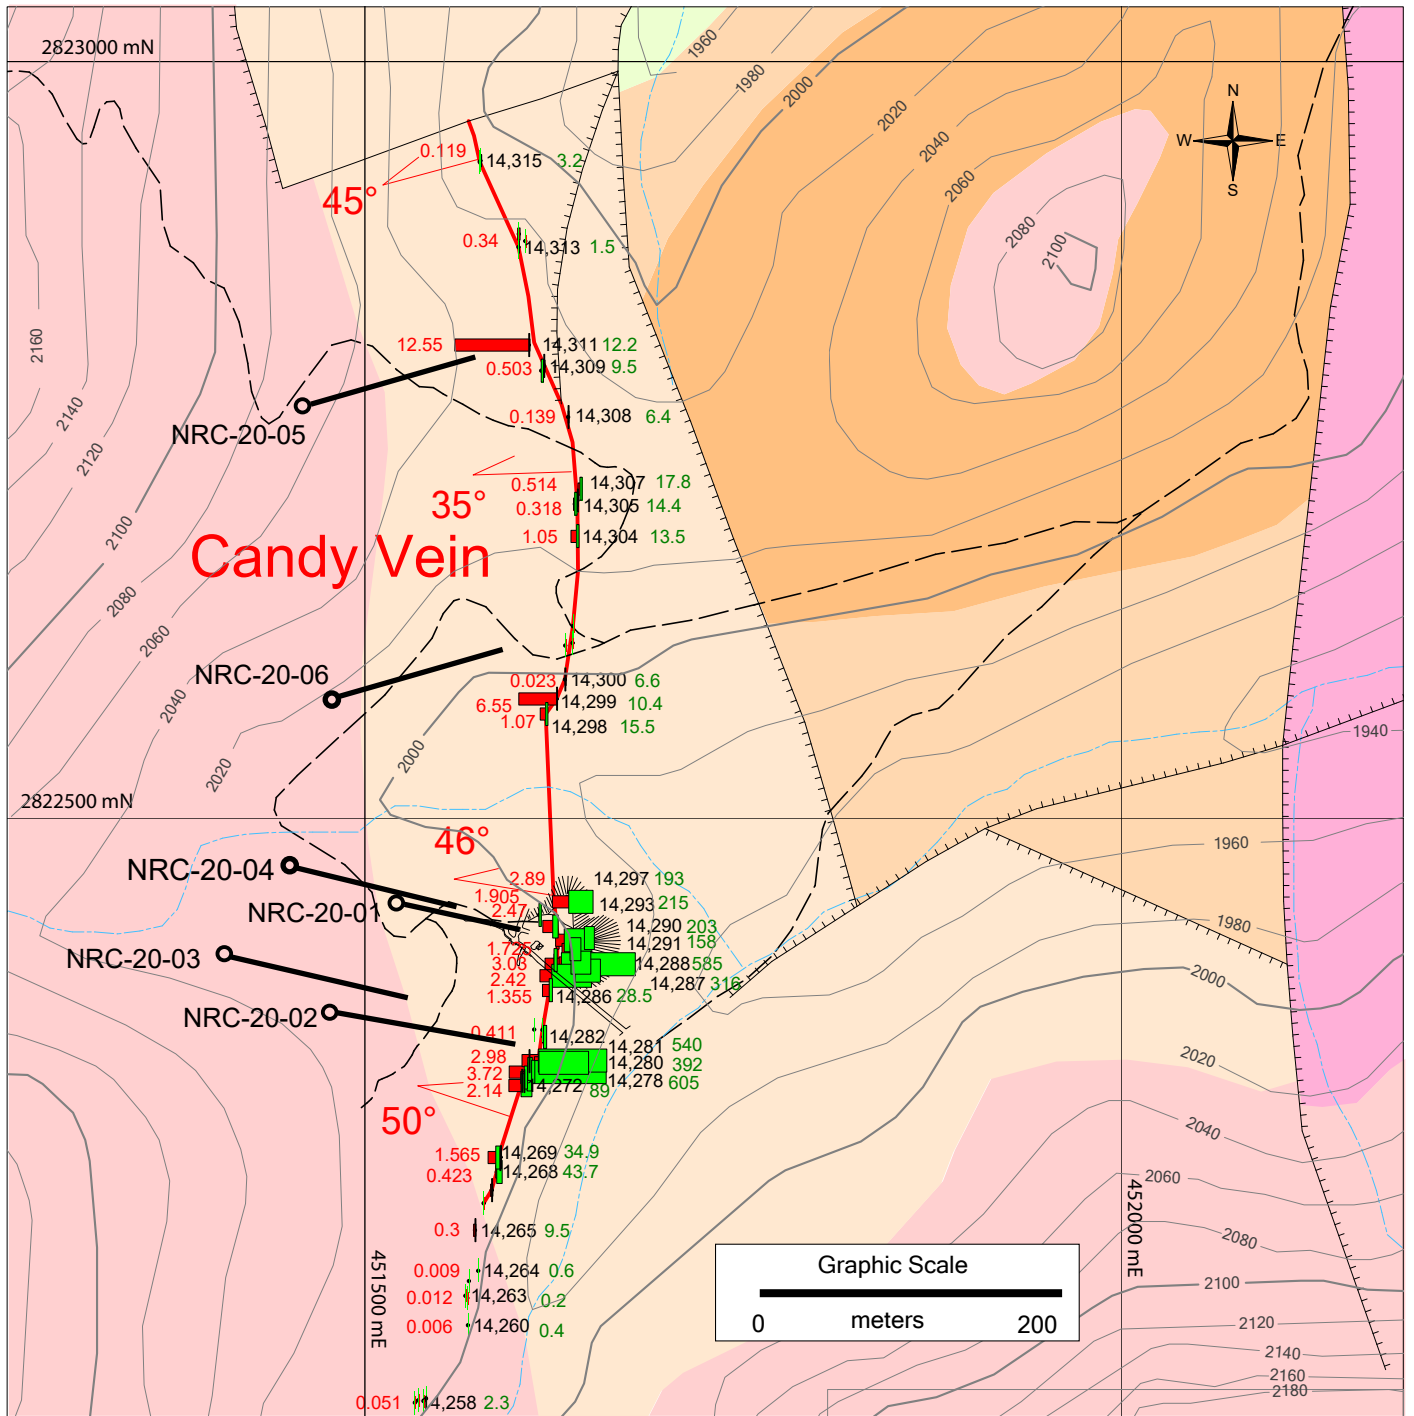 2823000 mN
1960
1980
2000
2020
2040
2060
2080
2100
N
W E
S
0.119 14,315 3.2
45°
0.34 14,313 1.5
2160
2140
2120
2100
2080
2060
2040
2020
2000
12.55 14,311 12.2
0.503 14,309 9.5
0.139 14,308 6.4
NRC-20-05
0.514 14,307 17.8
35° 0.318 14,305 14.4
1.05 14,304 13.5
Candy Vein
NRC-20-06
0.023 14,300 6.6
6.55 14,299 10.4
1.07 14,298 15.5
1940
2822500 mN
46°
1960
NRC-20-04
2.89 14,297 193
1.905 14,293 215
NRC-20-01
2.47 14,290 203
1980
1.725 14,291 158
NRC-20-03
3.03 14,288 585
2.42 14,287 316
2000
1.355 14,286 28.5
NRC-20-02
0.411 14,282
14,281 540
2.98 14,280 392
3.72 14,278 605
2.14 14,272 89
2020
50°
2040
1.565 14,269 34.9
0.423 14,268 43.7
2060
0.3 14,265 9.5
2080
451500 mE
452000 mE
0.009 14,264 0.6
0.012 14,263 0.2
0.006 14,260 0.4
Graphic Scale
0 meters 200
2100
2120
2140
2160
2180
0.051 14,258 2.3